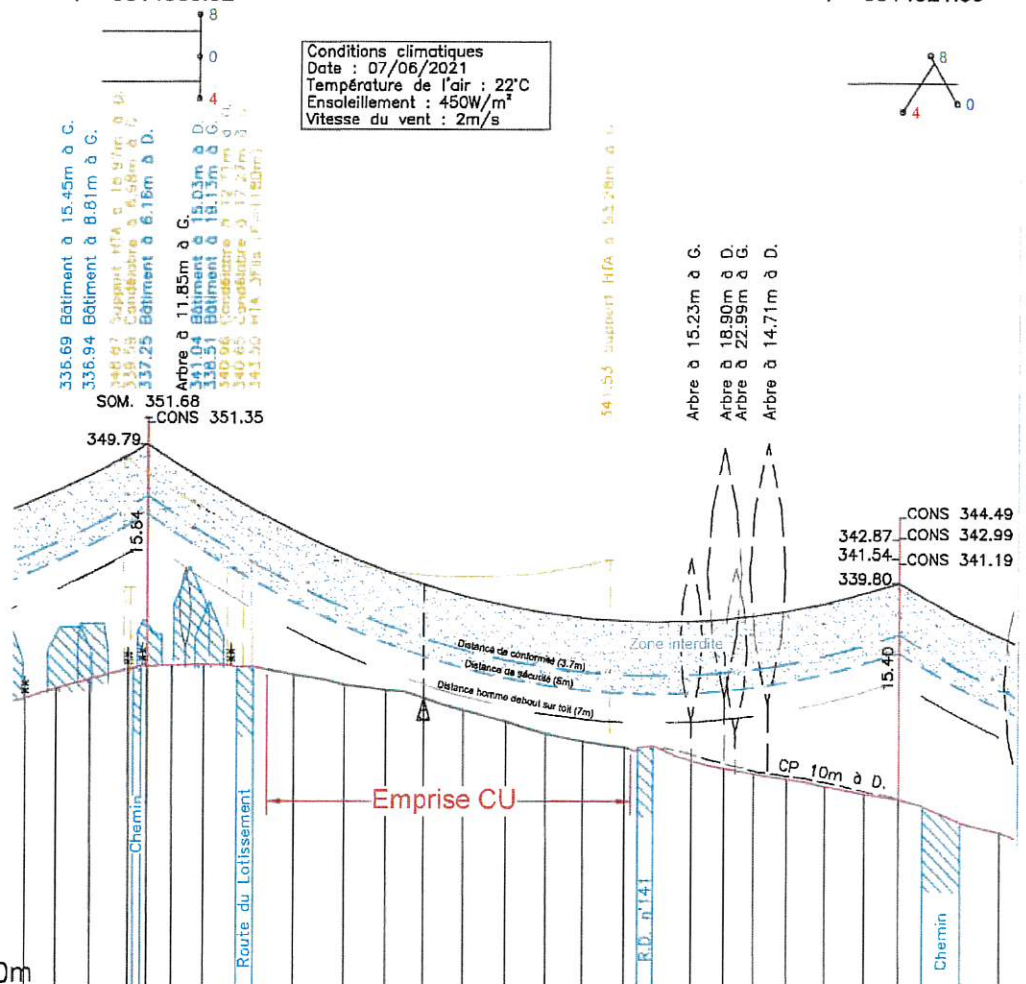 8
0
4
Conditions climatiques
Date : 07/06/2021
Température de l'air : 22°C
Ensoleillement : 450W/m²
Vitesse du vent : 2m/s
8
0
4
336.69 Bâtiment à 15.45m à G.
336.94 Bâtiment à 8.81m à G.
337.25 Bâtiment à 6.16m à D.
Arbre à 11.85m à G.
341.04 Bâtiment à 15.03m à D.
338.51 Bâtiment à 19.13m à G.
341.53 Support HTA à
Arbre à 15.23m à G.
Arbre à 18.90m à D.
Arbre à 22.99m à G.
Arbre à 14.71m à D.
SOM. 351.68
CONS 351.35
349.79
15.84
CONS 344.49
342.87
CONS 342.99
341.54
CONS 341.19
339.80
15.40
Zone interdite
Distance de conformité (3.7m)
Distance de sécurité (5m)
Distance homme debout sur toit (7m)
CP 10m à D.
Emprise CU
Chemin
Route du Lotissement
R.D. n°141
Chemin
0m